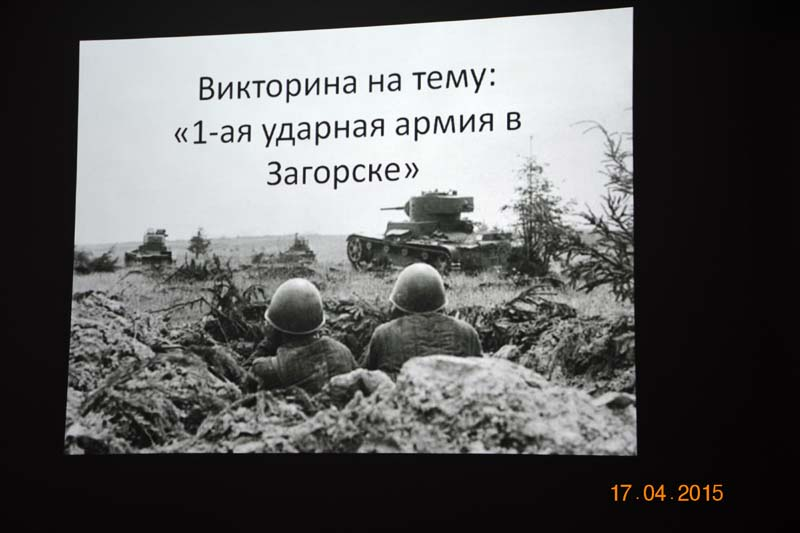 Викторина на тему:
«1-ая ударная армия в
Загорске»
17.04.2015